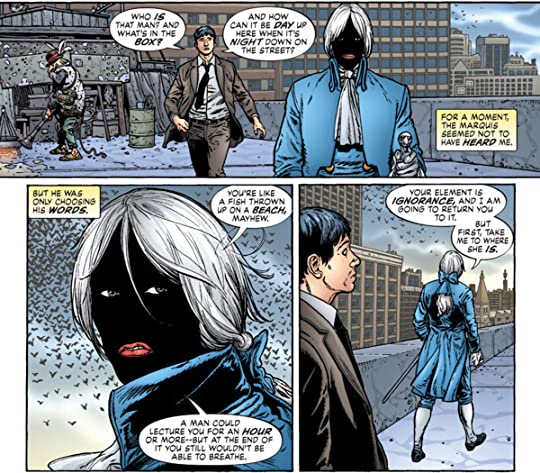 WHO IS
THAT MAN? AND
WHAT'S IN THE
BOX?
AND HOW
CAN IT BE DAY UP
HERE WHEN IT'S
NIGHT DOWN ON
THE STREET?
FOR A MOMENT,
THE MARQUIS
SEEMED NOT TO
HAVE HEARD ME.
BUT HE WAS
ONLY CHOOSING
HIS WORDS.
YOU'RE LIKE
A FISH THROWN
UP ON A BEACH,
MAYHEW.
A MAN COULD
LECTURE YOU FOR AN HOUR
OR MORE--BUT AT THE END OF
IT YOU STILL WOULDN'T BE
ABLE TO BREATHE.
YOUR ELEMENT IS
IGNORANCE, AND I AM
GOING TO RETURN YOU
TO IT.
BUT
FIRST, TAKE
ME TO WHERE
SHE IS.